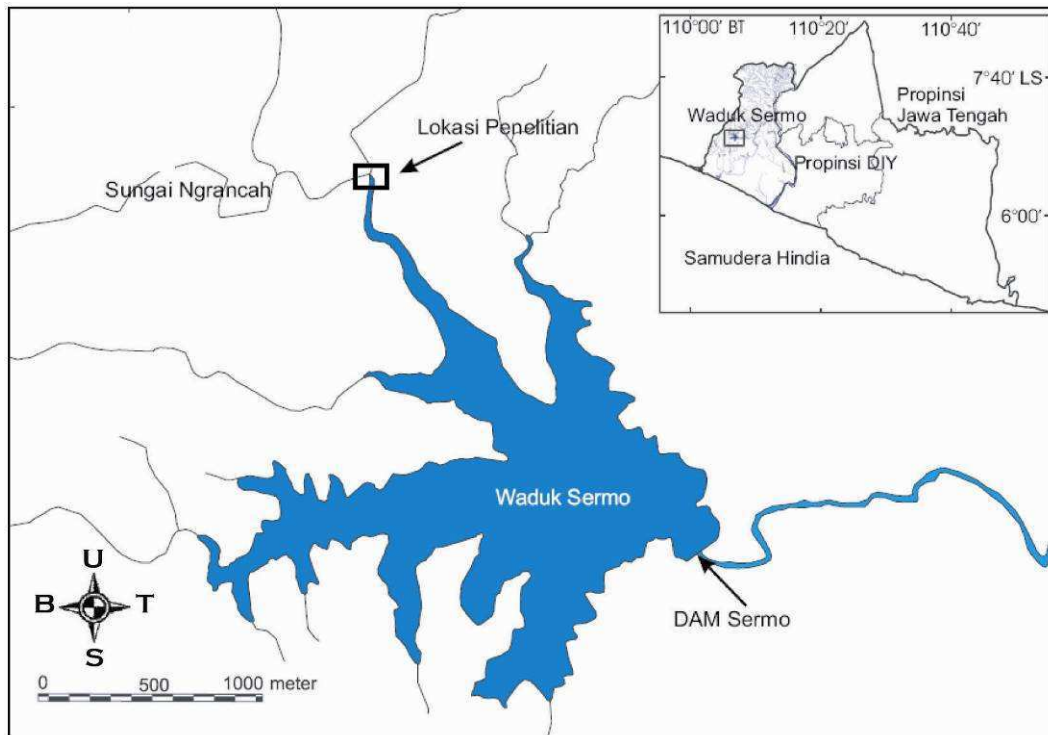 110°00′ BT
110°20′
110°40′
7°40′ LS
Propinsi
Jawa Tengah
Waduk Sermo
Propinsi DIY
6°00′
Samudera Hindia
Lokasi Penelitian
Sungai Ngrancah
Waduk Sermo
DAM Sermo
U
B T
S
0 500 1000 meter